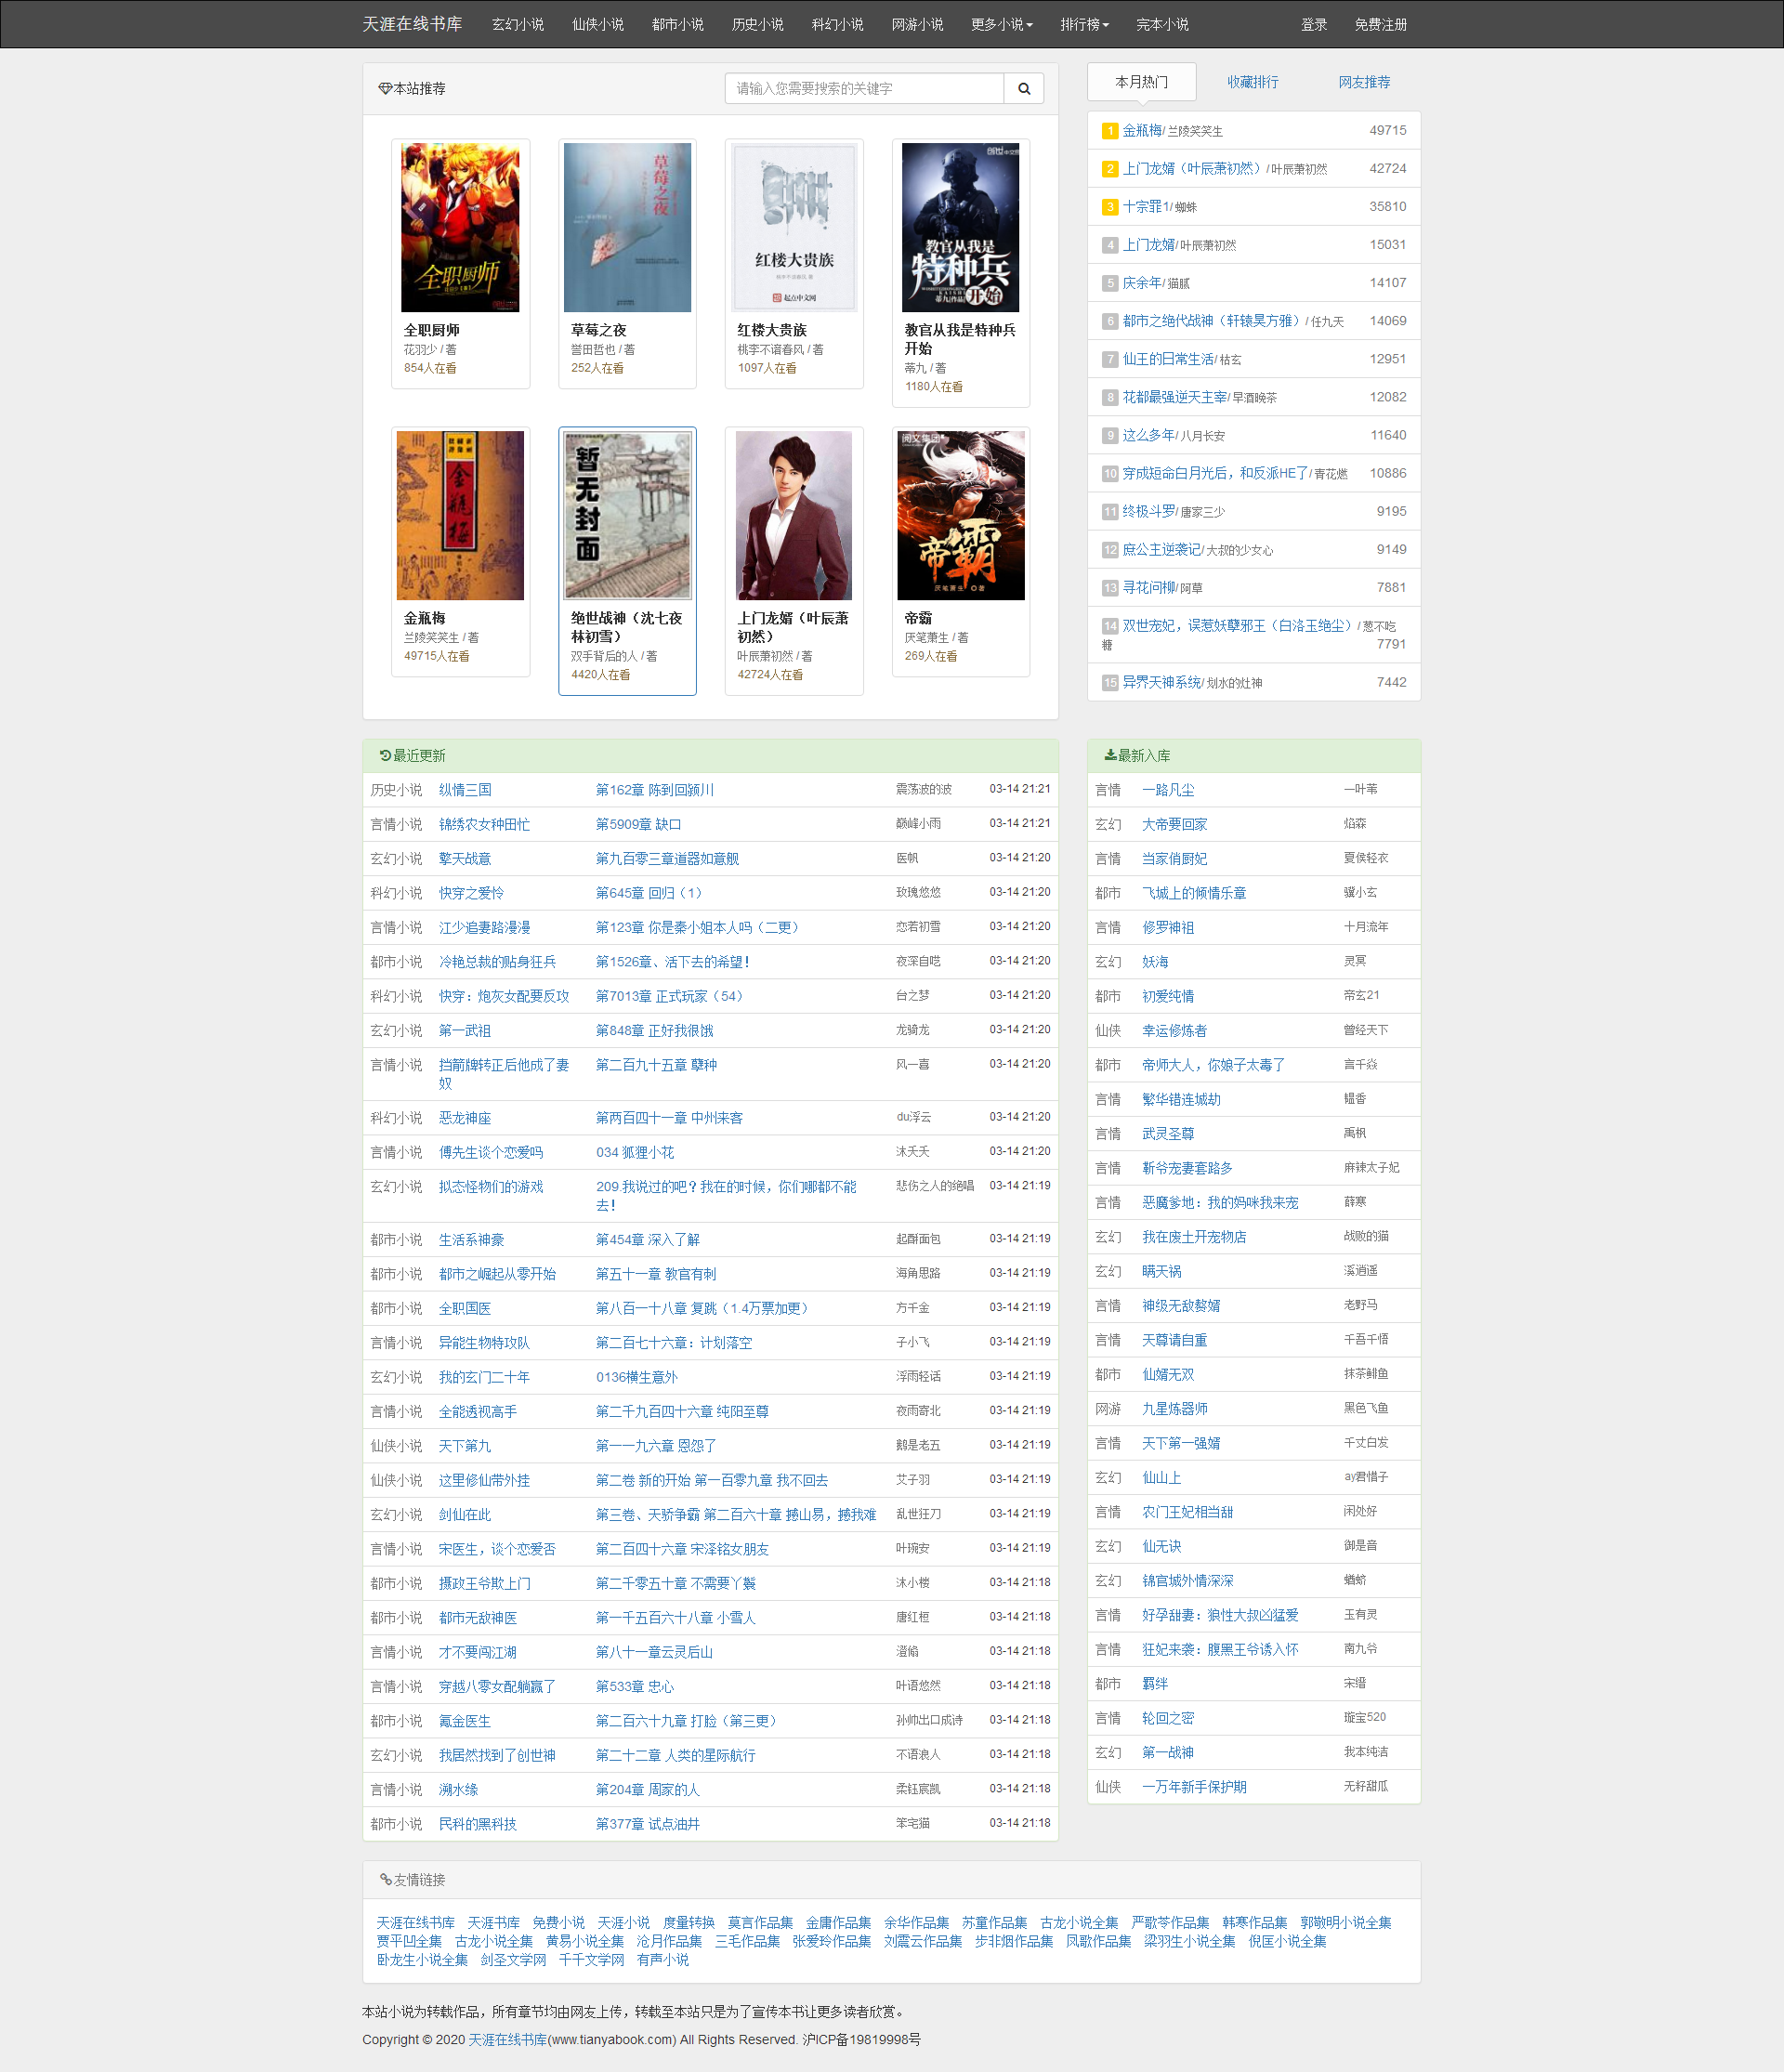 天涯在线书库 玄幻小说 仙侠小说 都市小说 历史小说 科幻小说 网游小说 更多小说 排行榜 完本小说 登录 免费注册
本站推荐 请输入您需要搜索的关键字
全职厨师
草莓之夜
红楼大贵族
起点中文网
教官从我是
特种兵
开始
全职厨师
花羽少 / 著
854人在看
草莓之夜
誉田哲也 / 著
252人在看
红楼大贵族
桃李不谙春风 / 著
1097人在看
教官从我是特种兵
开始
蒂九 / 著
1180人在看
金瓶梅
暂无封面
帝霸
金瓶梅
兰陵笑笑生 / 著
49715人在看
绝世战神（沈七夜
林初雪）
双手背后的人 / 著
4420人在看
上门龙婿（叶辰萧
初然）
叶辰萧初然 / 著
42724人在看
帝霸
厌笔萧生 / 著
269人在看
本月热门 收藏排行 网友推荐
1 金瓶梅/ 兰陵笑笑生 49715
2 上门龙婿（叶辰萧初然）/ 叶辰萧初然 42724
3 十宗罪1/ 蜘蛛 35810
4 上门龙婿/ 叶辰萧初然 15031
5 庆余年/ 猫腻 14107
6 都市之绝代战神（轩辕昊方雅）/ 任九天 14069
7 仙王的日常生活/ 枯玄 12951
8 花都最强逆天主宰/ 早酒晚茶 12082
9 这么多年/ 八月长安 11640
10 穿成短命白月光后，和反派HE了/ 青花燃 10886
11 终极斗罗/ 唐家三少 9195
12 庶公主逆袭记/ 大叔的少女心 9149
13 寻花问柳/ 阿草 7881
14 双世宠妃，误惹妖孽邪王（白洛玉绝尘）/ 葱不吃
糖 7791
15 异界天神系统/ 划水的灶神 7442
最近更新
历史小说 纵情三国 第162章 陈到回颍川 震荡波的波 03-14 21:21
言情小说 锦绣农女种田忙 第5909章 缺口 巅峰小雨 03-14 21:21
玄幻小说 擎天战意 第九百零三章道器如意舰 医帆 03-14 21:20
科幻小说 快穿之爱怜 第645章 回归（1） 玫瑰悠悠 03-14 21:20
言情小说 江少追妻路漫漫 第123章 你是秦小姐本人吗（二更） 恋若初雪 03-14 21:20
都市小说 冷艳总裁的贴身狂兵 第1526章、活下去的希望！ 夜深自呓 03-14 21:20
科幻小说 快穿：炮灰女配要反攻 第7013章 正式玩家（54） 台之梦 03-14 21:20
玄幻小说 第一武祖 第848章 正好我很饿 龙骑龙 03-14 21:20
言情小说 挡箭牌转正后他成了妻
奴 第二百九十五章 孽种 风一喜 03-14 21:20
科幻小说 恶龙神座 第两百四十一章 中州来客 du浮云 03-14 21:20
言情小说 傅先生谈个恋爱吗 034 狐狸小花 沐夭夭 03-14 21:20
玄幻小说 拟态怪物们的游戏 209.我说过的吧？我在的时候，你们哪都不能
去！ 悲伤之人的绝唱 03-14 21:19
都市小说 生活系神豪 第454章 深入了解 起酥面包 03-14 21:19
都市小说 都市之崛起从零开始 第五十一章 教官有刺 海角思路 03-14 21:19
都市小说 全职国医 第八百一十八章 复跳（1.4万票加更） 方千金 03-14 21:19
言情小说 异能生物特攻队 第二百七十六章：计划落空 子小飞 03-14 21:19
玄幻小说 我的玄门二十年 0136横生意外 浮雨轻话 03-14 21:19
言情小说 全能透视高手 第二千九百四十六章 纯阳至尊 夜雨寄北 03-14 21:19
仙侠小说 天下第九 第一一九六章 恩怨了 鹅是老五 03-14 21:19
仙侠小说 这里修仙带外挂 第二卷 新的开始 第一百零九章 我不回去 艾子羽 03-14 21:19
玄幻小说 剑仙在此 第三卷、天骄争霸 第二百六十章 撼山易，撼我难 乱世狂刀 03-14 21:19
言情小说 宋医生，谈个恋爱否 第二百四十六章 宋泽铭女朋友 叶琬安 03-14 21:19
都市小说 摄政王爷欺上门 第二千零五十章 不需要丫鬟 沐小楼 03-14 21:18
都市小说 都市无敌神医 第一千五百六十八章 小雪人 唐红梪 03-14 21:18
言情小说 才不要闯江湖 第八十一章云灵后山 澄骟 03-14 21:18
言情小说 穿越八零女配躺赢了 第533章 忠心 叶语悠然 03-14 21:18
都市小说 氪金医生 第二百六十九章 打脸（第三更） 孙帅出口成诗 03-14 21:18
玄幻小说 我居然找到了创世神 第二十二章 人类的星际航行 不语浪人 03-14 21:18
言情小说 溯水缘 第204章 周家的人 柔钰宸凯 03-14 21:18
都市小说 民科的黑科技 第377章 试点油井 笨宅猫 03-14 21:18
最新入库
言情 一路凡尘 一叶苇
玄幻 大帝要回家 焰森
言情 当家俏厨妃 夏侯轻衣
都市 飞城上的倾情乐章 骥小玄
言情 修罗神祖 十月流年
玄幻 妖海 灵冥
都市 初爱纯情 帝玄21
仙侠 幸运修炼者 曾经天下
都市 帝师大人，你娘子太毒了 言千焱
言情 繁华错连城劫 韫香
言情 武灵圣尊 禹枫
言情 靳爷宠妻套路多 麻辣太子妃
言情 恶魔爹地：我的妈咪我来宠 薛寒
玄幻 我在废土开宠物店 战败的猫
玄幻 瞒天祸 溪逍遥
言情 神级无敌赘婿 老野马
言情 天尊请自重 千吾千悟
都市 仙婿无双 抹茶鲱鱼
网游 九星炼器师 黑色飞鱼
言情 天下第一强婿 千丈白发
玄幻 仙山上 ay君惜子
言情 农门王妃相当甜 闲处好
玄幻 仙无诀 御是音
玄幻 锦官城外情深深 蝤蛴
言情 好孕甜妻：狼性大叔凶猛爱 玉有灵
言情 狂妃来袭：腹黑王爷诱入怀 南九爷
都市 羁绊 宋缙
言情 轮回之密 璇宝520
玄幻 第一战神 我本纯洁
仙侠 一万年新手保护期 无籽甜瓜
友情链接
天涯在线书库 天涯书库 免费小说 天涯小说 度量转换 莫言作品集 金庸作品集 余华作品集 苏童作品集 古龙小说全集 严歌苓作品集 韩寒作品集 郭敬明小说全集
贾平凹全集 古龙小说全集 黄易小说全集 沧月作品集 三毛作品集 张爱玲作品集 刘震云作品集 步非烟作品集 凤歌作品集 梁羽生小说全集 倪匡小说全集
卧龙生小说全集 剑圣文学网 千千文学网 有声小说
本站小说为转载作品，所有章节均由网友上传，转载至本站只是为了宣传本书让更多读者欣赏。
Copyright © 2020 天涯在线书库(www.tianyabook.com) All Rights Reserved. 沪ICP备19819998号